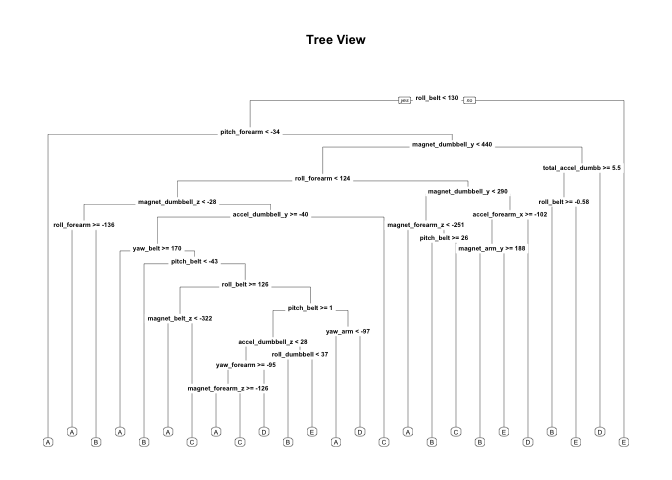 Tree View
yes roll_belt < 130 no
pitch_forearm < -34
magnet_dumbbell_y < 440
total_accel_dumbb >= 5.5
roll_forearm < 124
magnet_dumbbell_y < 290
magnet_dumbbell_z < -28
roll_belt >= -0.58
accel_dumbbell_y >= -40
accel_forearm_x >= -102
roll_forearm >= -136
magnet_forearm_z < -251
pitch_belt >= 26
yaw_belt >= 170
magnet_arm_y >= 188
pitch_belt < -43
roll_belt >= 126
pitch_belt >= 1
magnet_belt_z >= -322
yaw_arm < -97
accel_dumbbell_z < 28
roll_dumbbell < 37
yaw_forearm >= -95
magnet_forearm_z >= -126
A A B A B A C A C D B E A D C A B C B E D B E D E